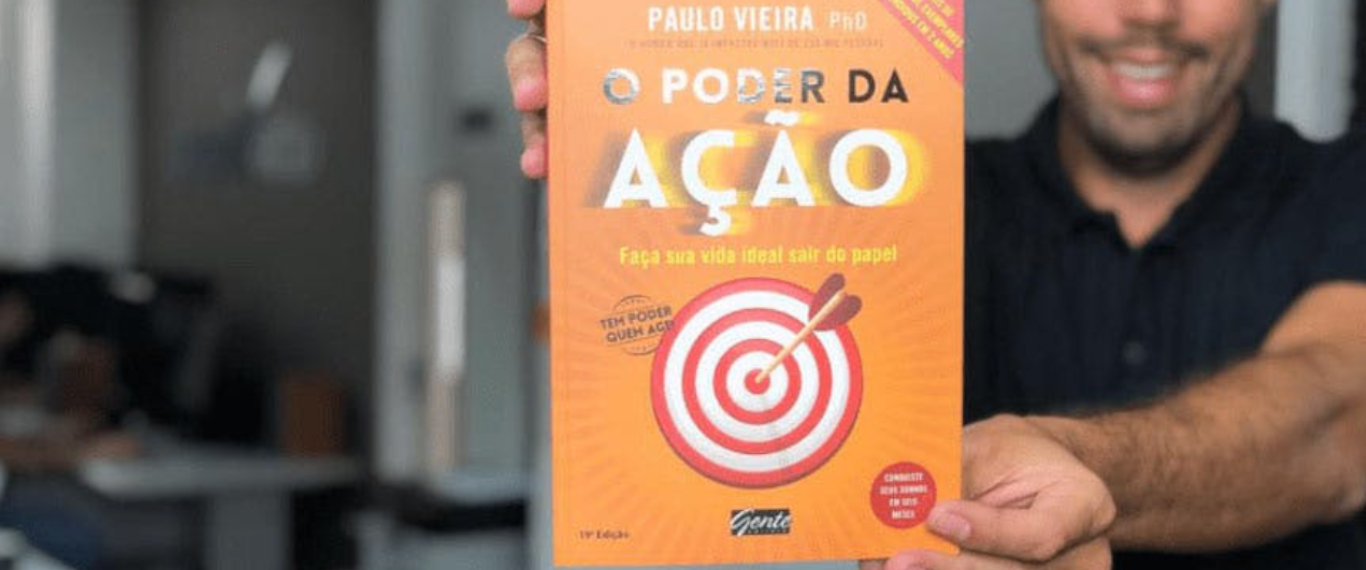 PAULO VIEIRA, PhD
O PODER DA
AÇÃO
Faça sua vida ideal sair do papel
TEM PODER
QUEM AGE!
CONQUISTE
SEUS SONHOS
EM SEIS
MESES
Gente
19ª Edição